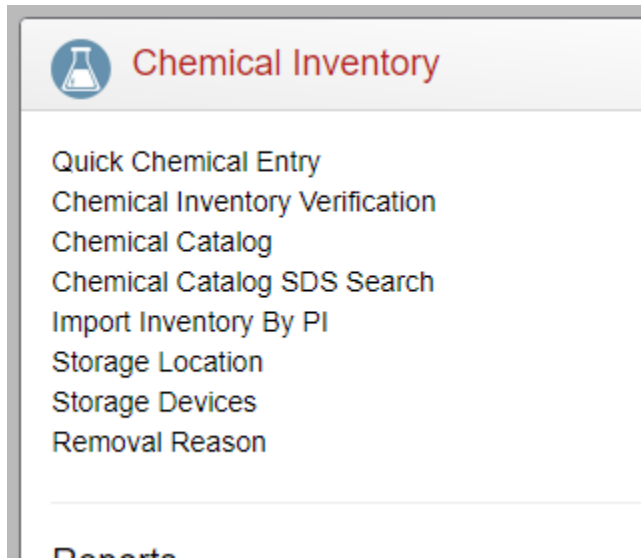 Chemical Inventory
Quick Chemical Entry
Chemical Inventory Verification
Chemical Catalog
Chemical Catalog SDS Search
Import Inventory By PI
Storage Location
Storage Devices
Removal Reason
Reports